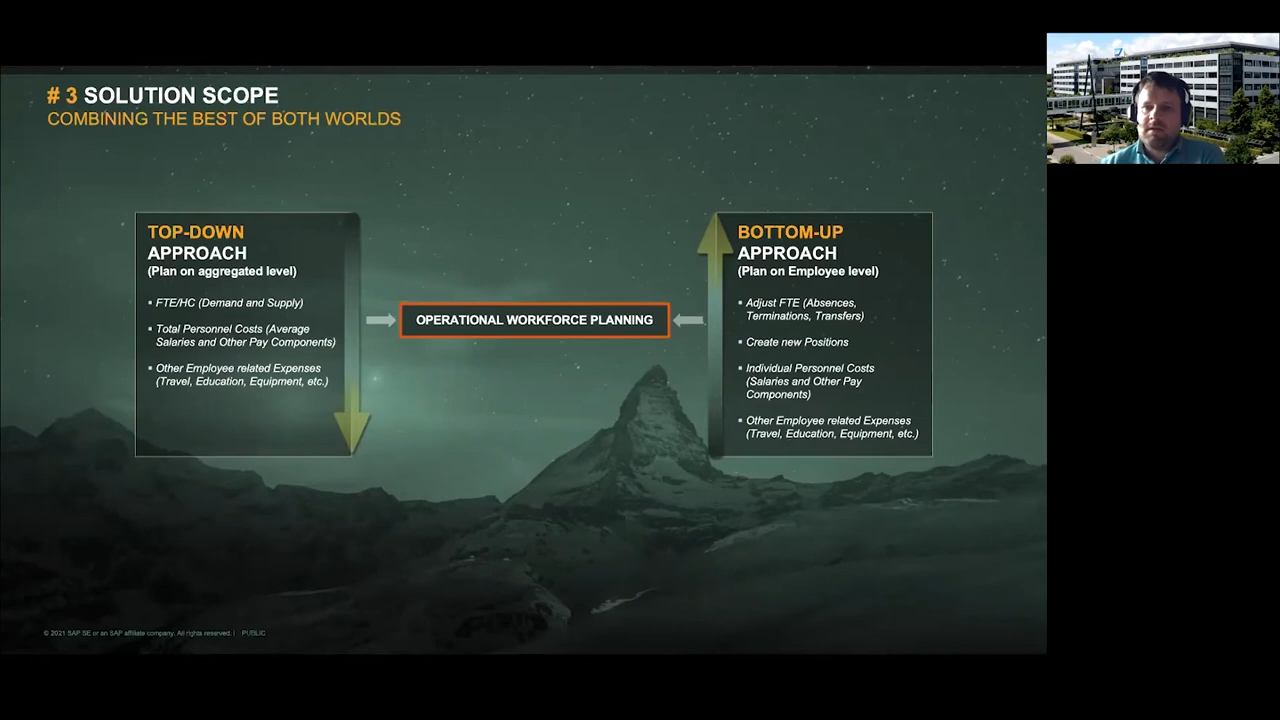 # 3 SOLUTION SCOPE
COMBINING THE BEST OF BOTH WORLDS
TOP-DOWN
APPROACH
(Plan on aggregated level)
▪ FTE/HC (Demand and Supply)
▪ Total Personnel Costs (Average
Salaries and Other Pay Components)
▪ Other Employee related Expenses
(Travel, Education, Equipment, etc.)
OPERATIONAL WORKFORCE PLANNING
BOTTOM-UP
APPROACH
(Plan on Employee level)
▪ Adjust FTE (Absences,
Terminations, Transfers)
▪ Create new Positions
▪ Individual Personnel Costs
(Salaries and Other Pay
Components)
▪ Other Employee related Expenses
(Travel, Education, Equipment, etc.)
© 2021 SAP SE or an SAP affiliate company. All rights reserved. | PUBLIC